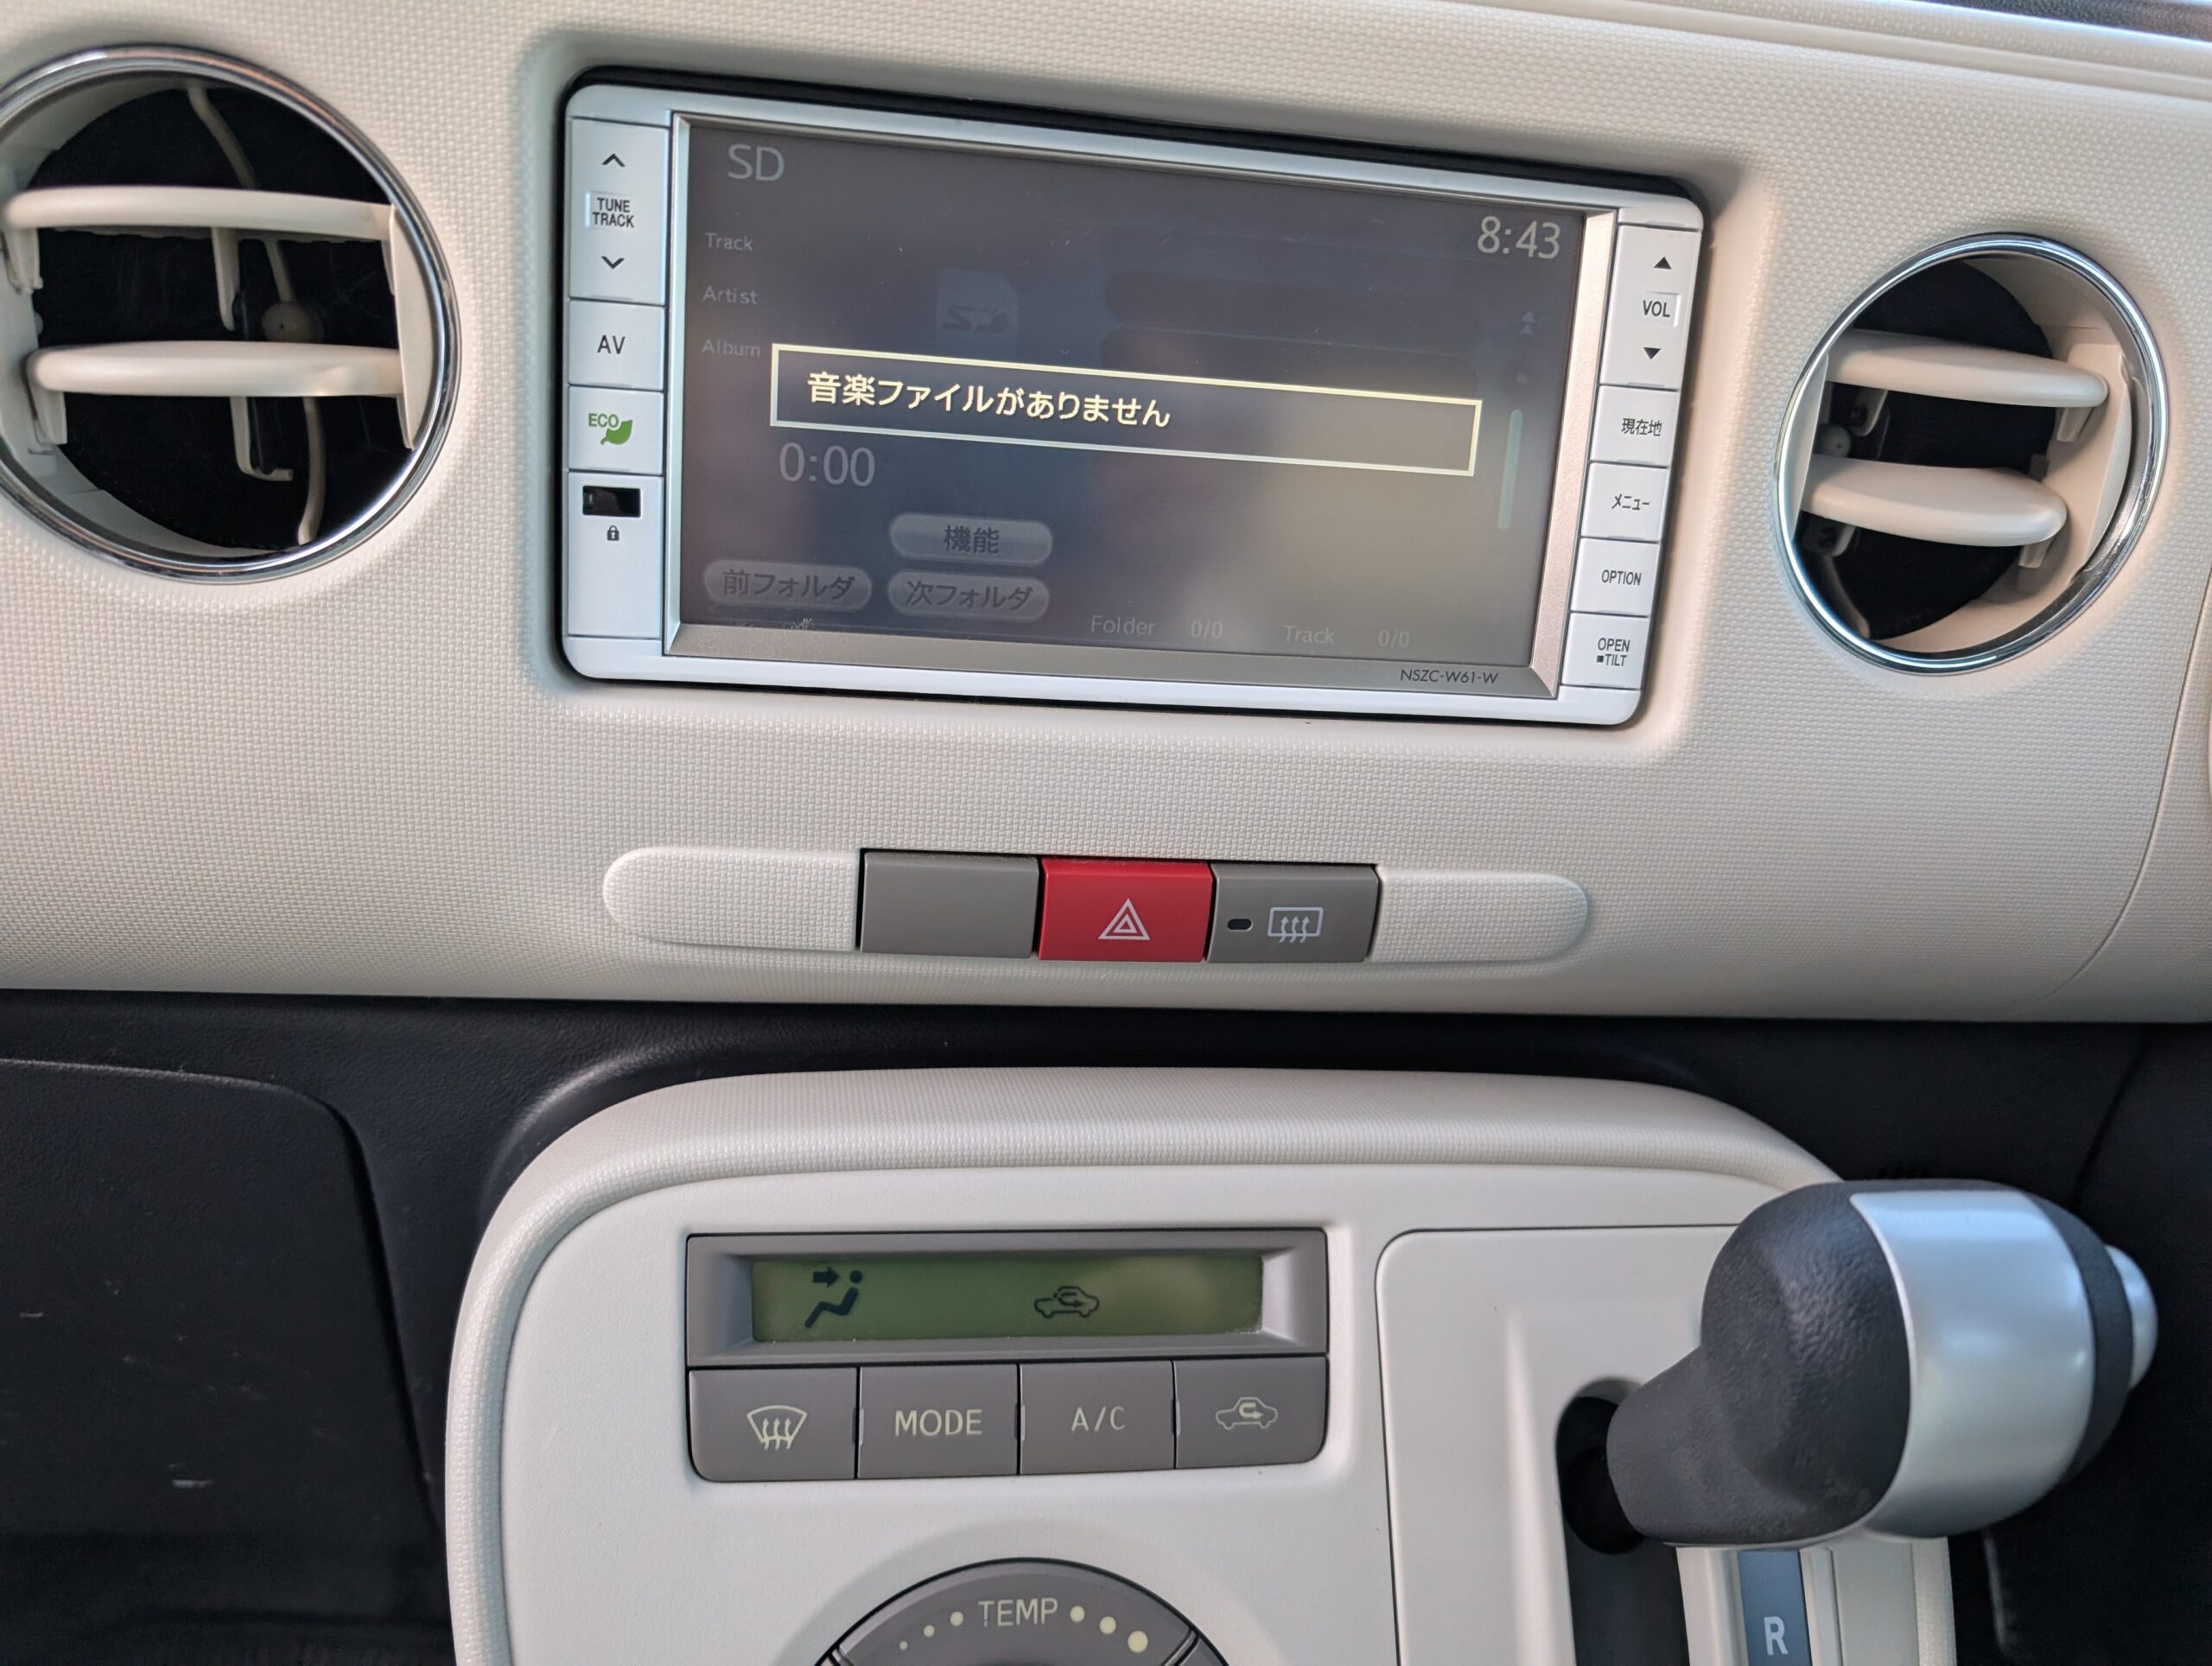 SD
8:43
TUNE
TRACK
Track
VOL
Artist
AV
Album
音楽ファイルがありません
現在地
ECO
0:00
メニュー
機能
OPTION
前フォルダ
次フォルダ
Folder 0/0 Track 0/0
OPEN
TILT
NSZC-W61-W
MODE
A/C
TEMP
R